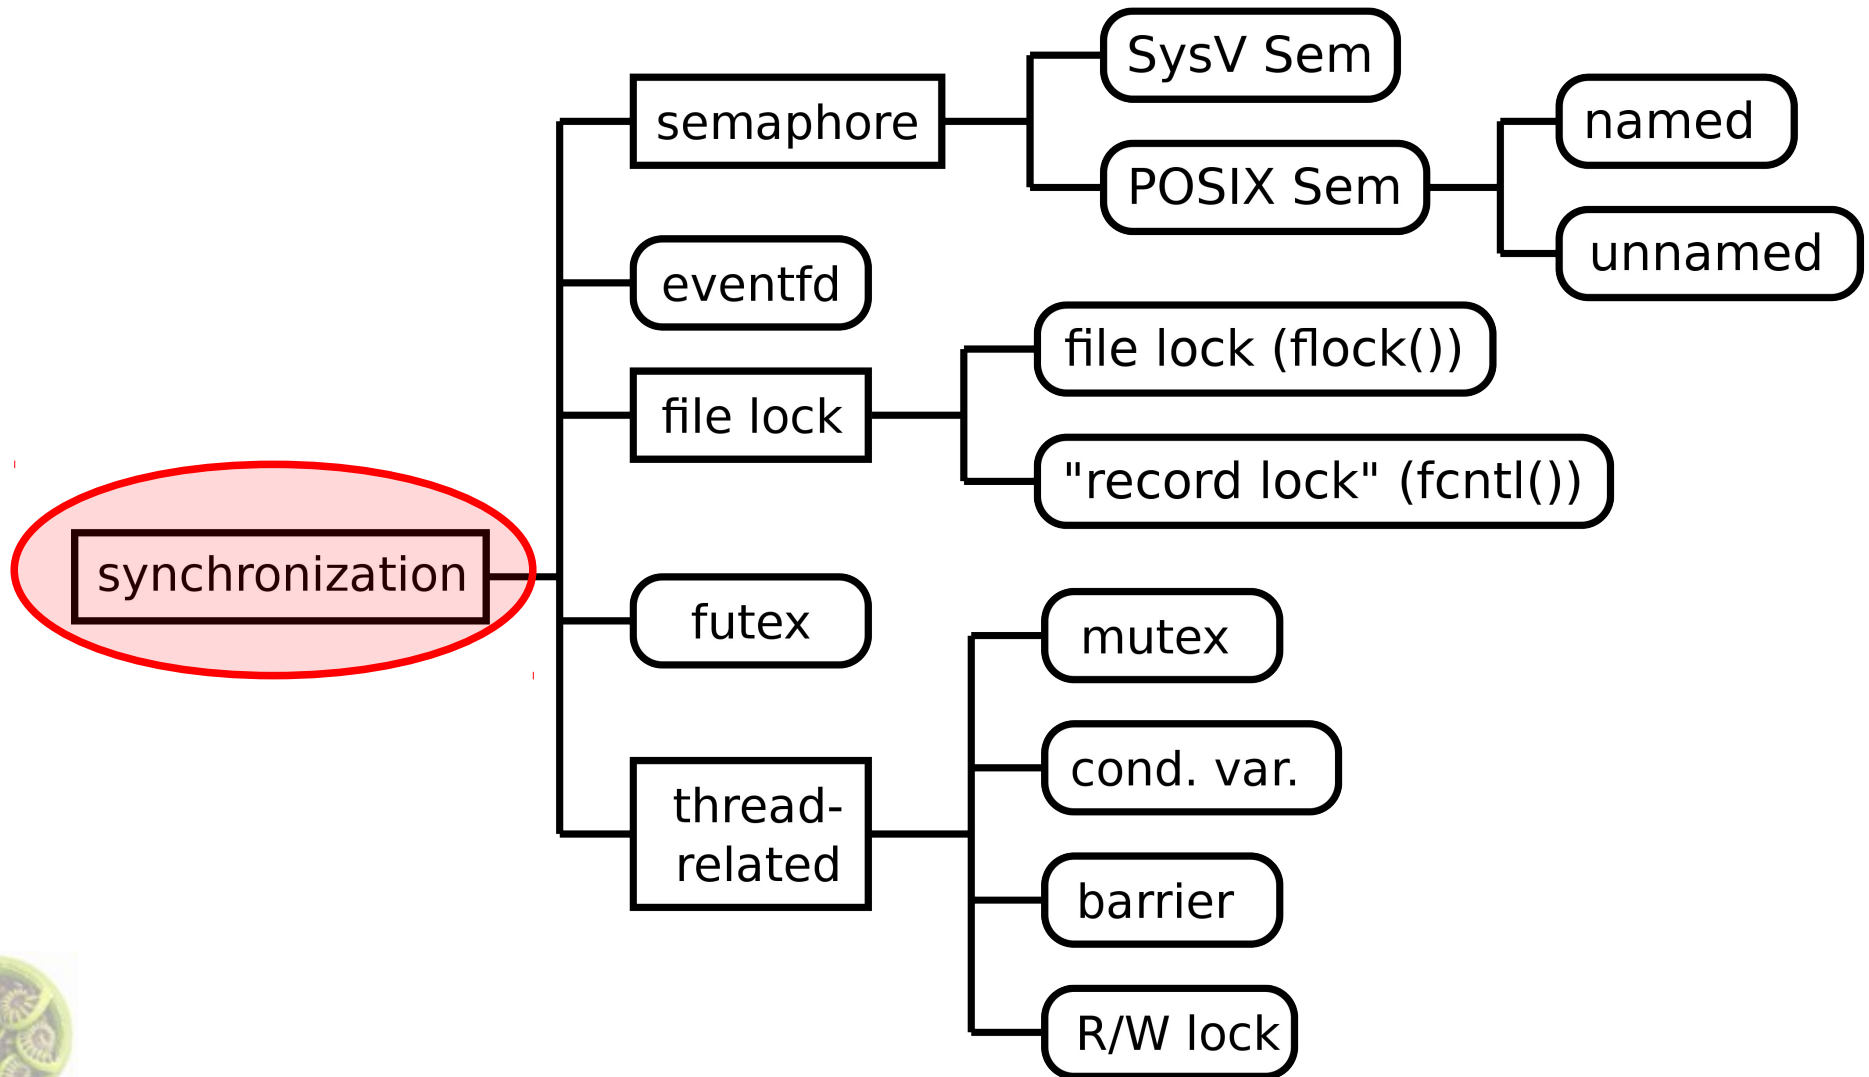 SysV Sem
semaphore
named
POSIX Sem
unnamed
eventfd
file lock (flock())
file lock
"record lock" (fcntl())
synchronization
futex
mutex
cond. var.
thread-
related
barrier
R/W lock